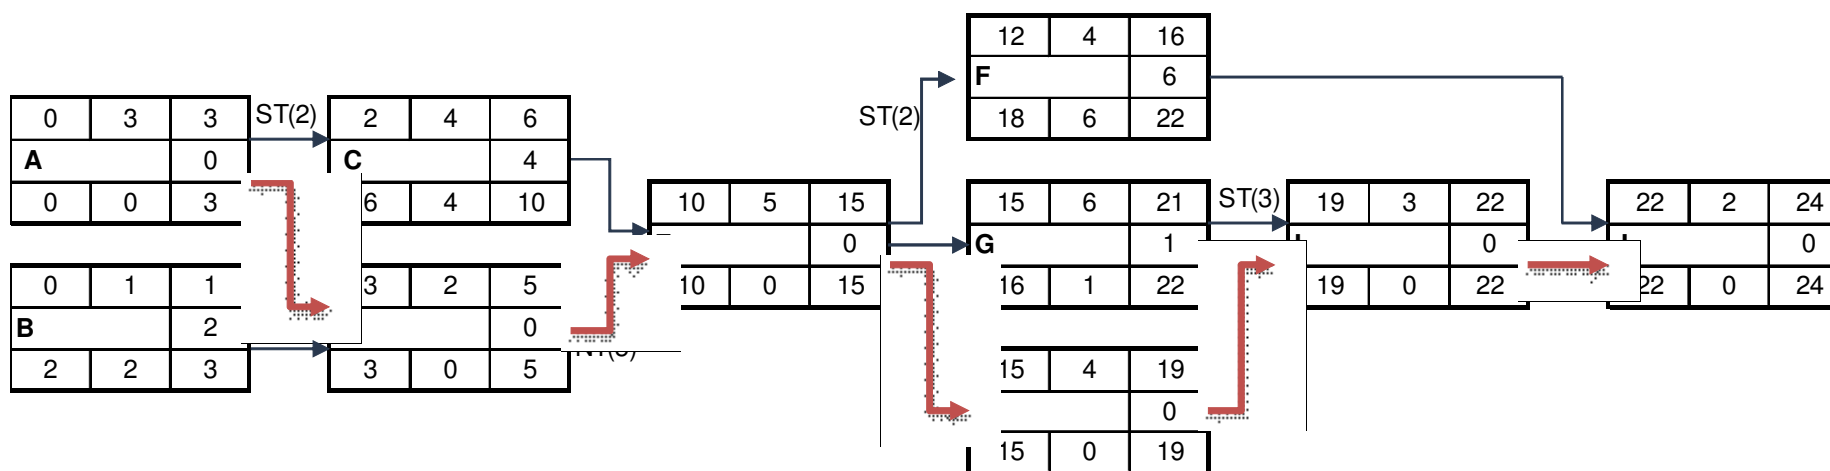 12 4 16
F 6
18 6 22
ST(2)
0 3 3
A 0
0 0 3
ST(2)
2 4 6
C 4
6 4 10
10 5 15
0
10 0 15
15 6 21
G 1
16 1 22
ST(3)
19 3 22
0
19 0 22
22 2 24
0
22 0 24
0 1 1
B 2
2 2 3
3 2 5
0
3 0 5
15 4 19
0
15 0 19